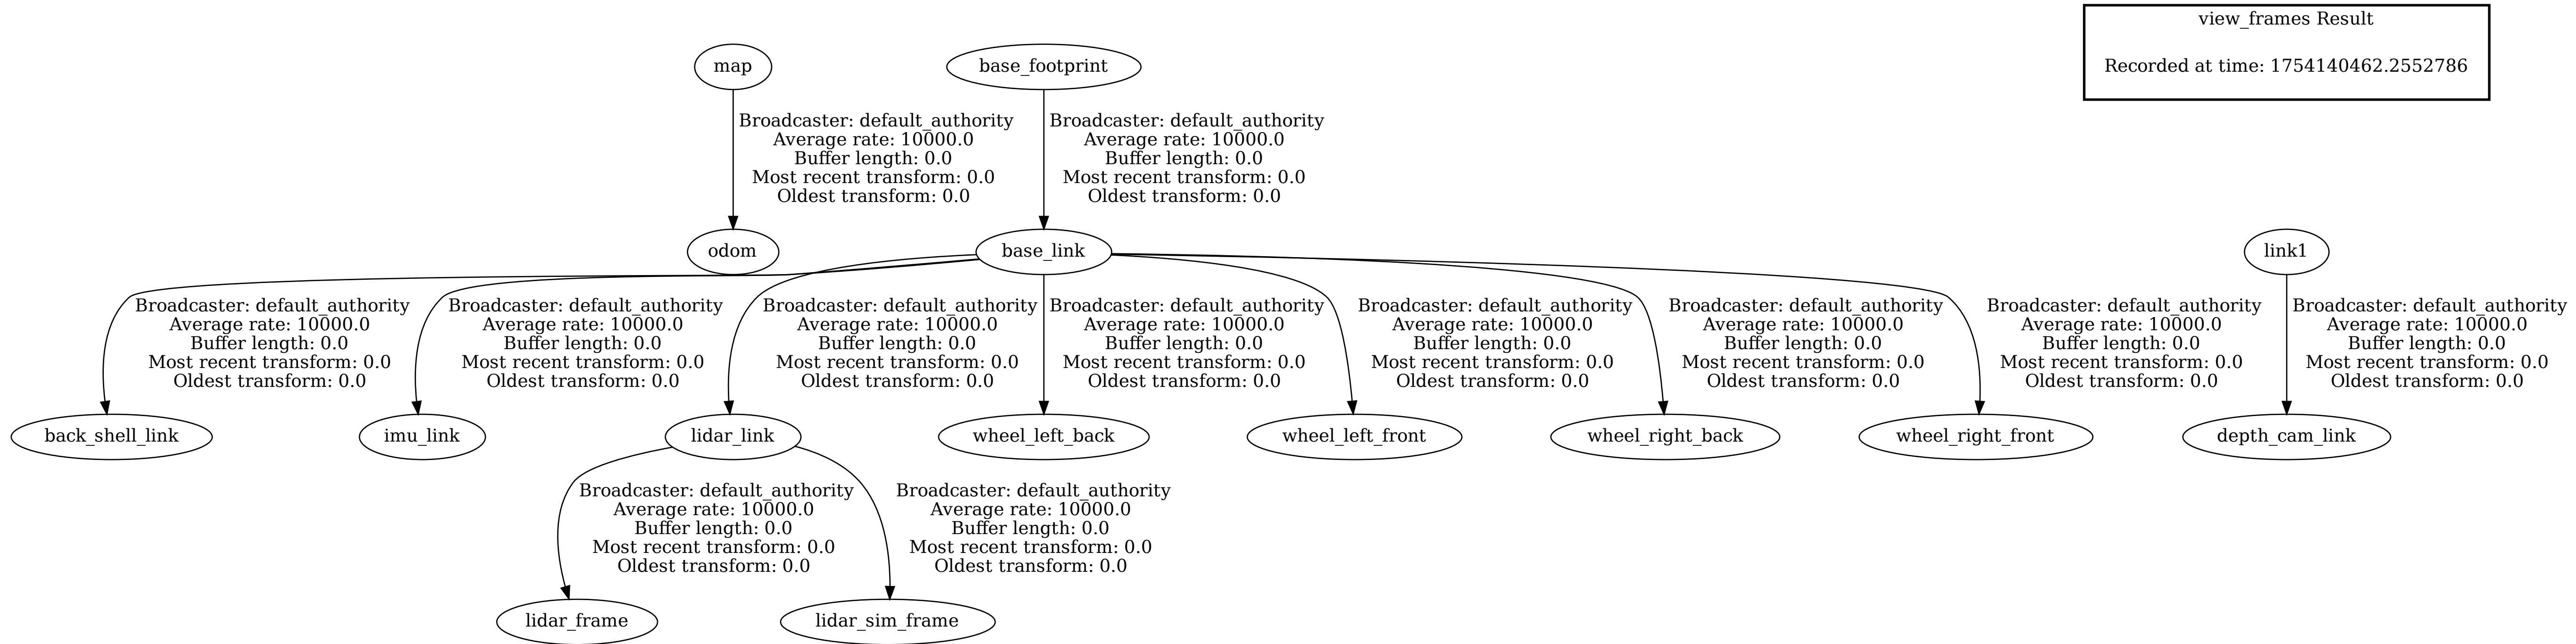 view_frames Result
Recorded at time: 1754140462.2552786
map
base_footprint
Broadcaster: default_authority
Average rate: 10000.0
Buffer length: 0.0
Most recent transform: 0.0
Oldest transform: 0.0
Broadcaster: default_authority
Average rate: 10000.0
Buffer length: 0.0
Most recent transform: 0.0
Oldest transform: 0.0
odom
base_link
link1
Broadcaster: default_authority
Average rate: 10000.0
Buffer length: 0.0
Most recent transform: 0.0
Oldest transform: 0.0
Broadcaster: default_authority
Average rate: 10000.0
Buffer length: 0.0
Most recent transform: 0.0
Oldest transform: 0.0
Broadcaster: default_authority
Average rate: 10000.0
Buffer length: 0.0
Most recent transform: 0.0
Oldest transform: 0.0
Broadcaster: default_authority
Average rate: 10000.0
Buffer length: 0.0
Most recent transform: 0.0
Oldest transform: 0.0
Broadcaster: default_authority
Average rate: 10000.0
Buffer length: 0.0
Most recent transform: 0.0
Oldest transform: 0.0
Broadcaster: default_authority
Average rate: 10000.0
Buffer length: 0.0
Most recent transform: 0.0
Oldest transform: 0.0
Broadcaster: default_authority
Average rate: 10000.0
Buffer length: 0.0
Most recent transform: 0.0
Oldest transform: 0.0
Broadcaster: default_authority
Average rate: 10000.0
Buffer length: 0.0
Most recent transform: 0.0
Oldest transform: 0.0
back_shell_link
imu_link
lidar_link
wheel_left_back
wheel_left_front
wheel_right_back
wheel_right_front
depth_cam_link
Broadcaster: default_authority
Average rate: 10000.0
Buffer length: 0.0
Most recent transform: 0.0
Oldest transform: 0.0
Broadcaster: default_authority
Average rate: 10000.0
Buffer length: 0.0
Most recent transform: 0.0
Oldest transform: 0.0
lidar_frame
lidar_sim_frame